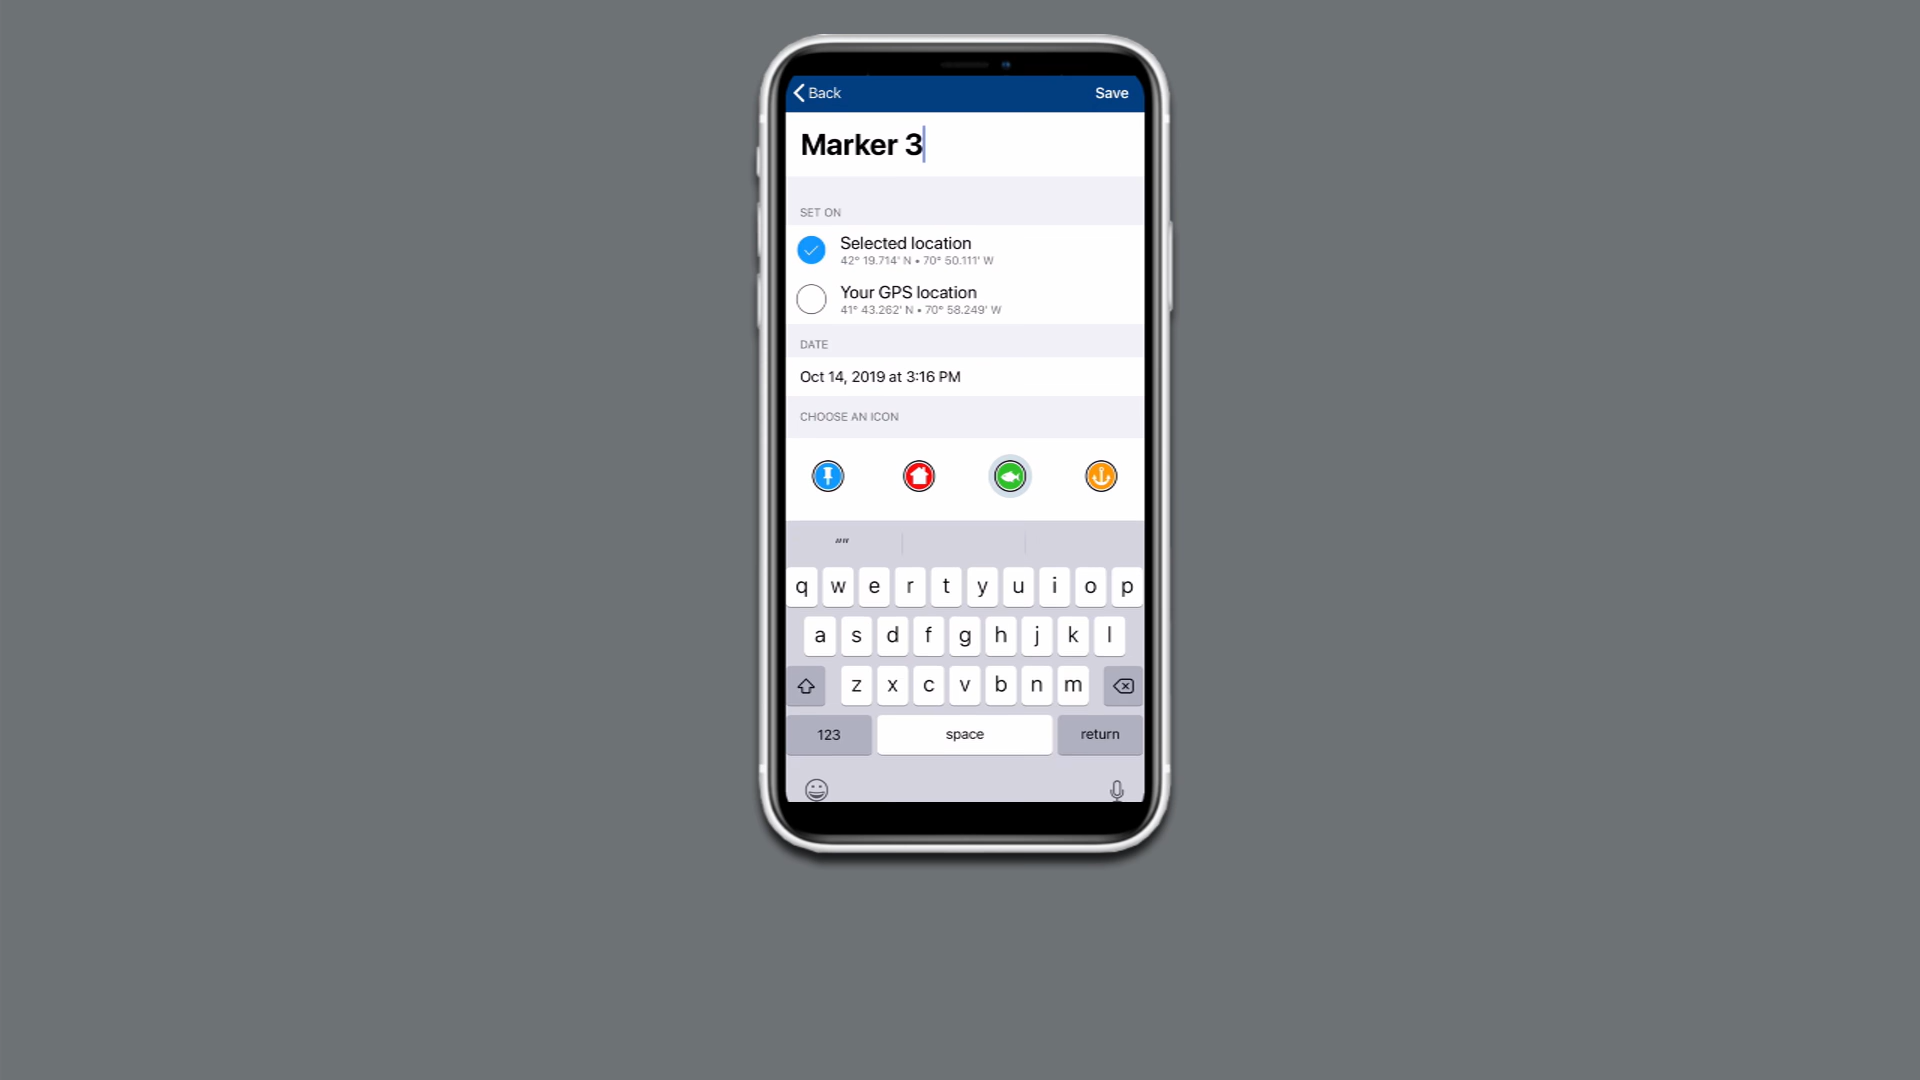 Back Save
Marker 3
SET ON
Selected location
42° 19.714' N • 70° 50.111' W
Your GPS location
41° 43.262' N • 70° 58.249' W
DATE
Oct 14, 2019 at 3:16 PM
CHOOSE AN ICON
""
q w e r t y u i o p
a s d f g h j k l
z x c v b n m
123 space return